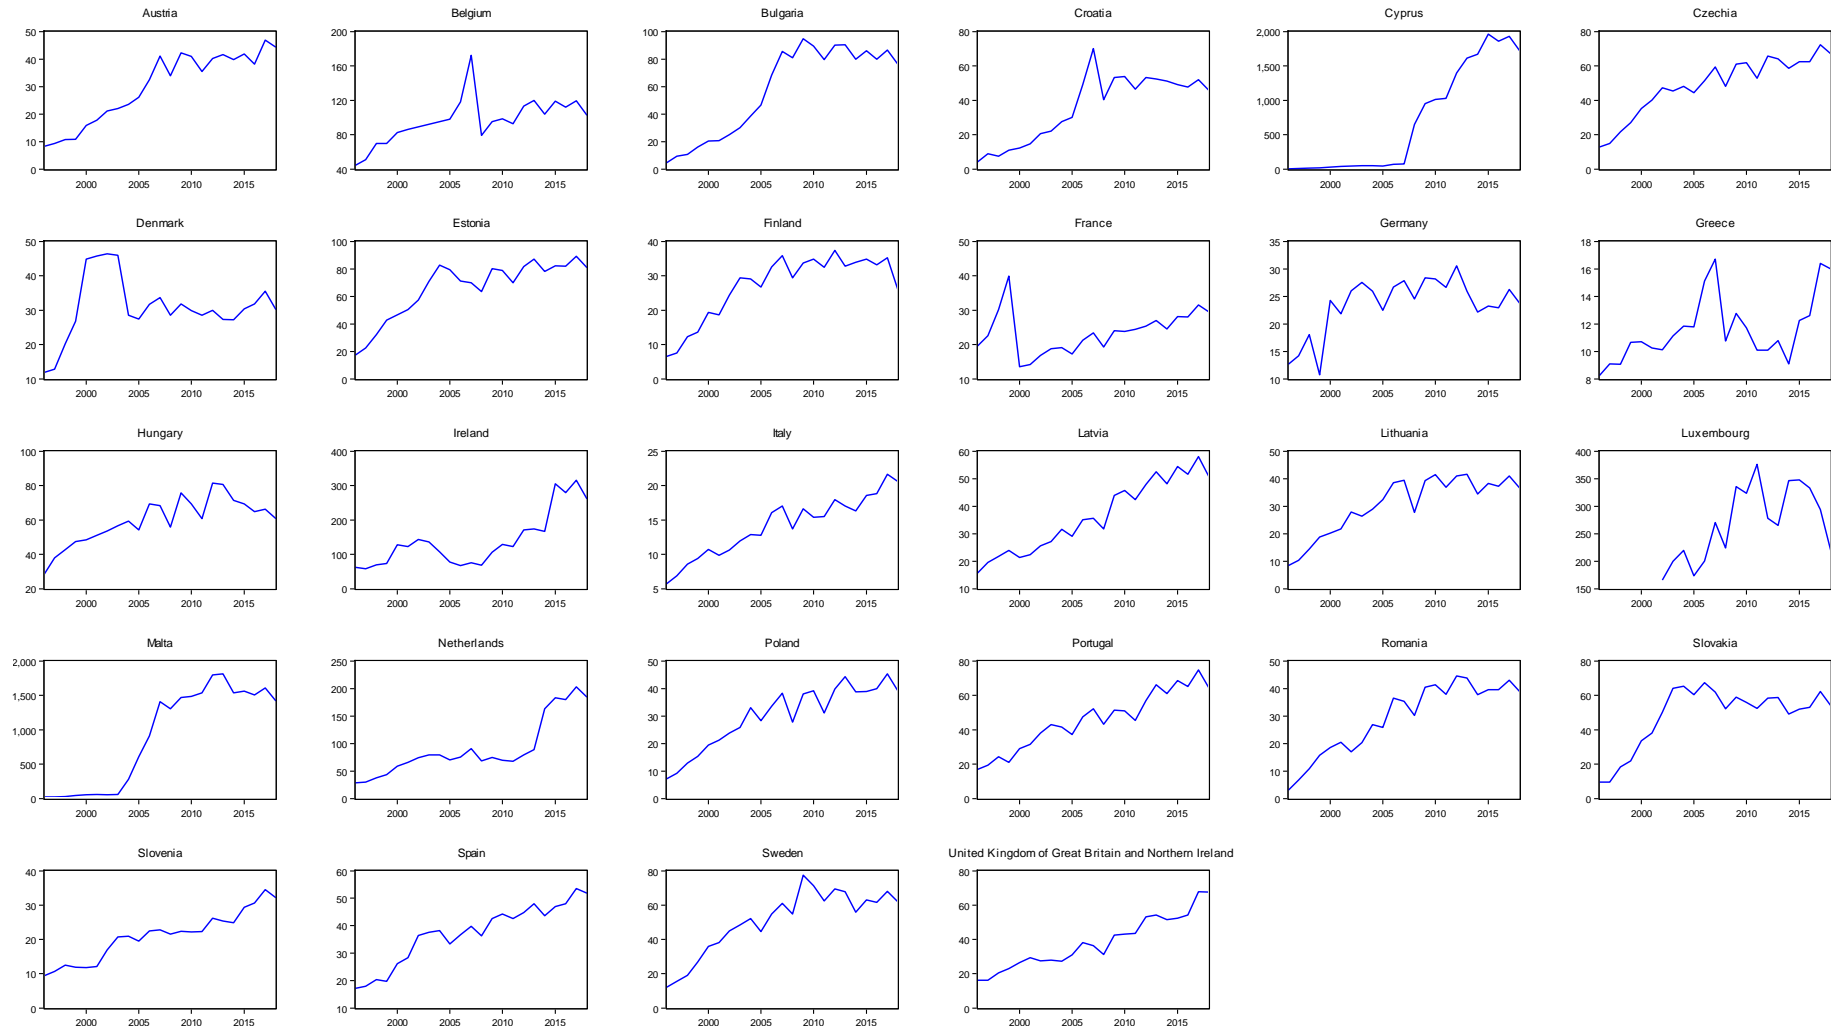 Austria Belgium Bulgaria Croatia Cyprus Czechia
50 200 100 80 2,000 80
40 160 80 60 1,500 60
30 120 60 40 1,000 40
20 80 40 20 500 20
10 40 20 0 0 0
0 0
2000 2005 2010 2015 2000 2005 2010 2015 2000 2005 2010 2015 2000 2005 2010 2015 2000 2005 2010 2015 2000 2005 2010 2015
Denmark Estonia Finland France Germany Greece
50 100 40 50 35 18
40 80 30 40 30 16
30 60 20 30 25 14
20 40 10 20 20 12
10 20 0 10 15 10
0 10 8
2000 2005 2010 2015 2000 2005 2010 2015 2000 2005 2010 2015 2000 2005 2010 2015 2000 2005 2010 2015 2000 2005 2010 2015
Hungary Ireland Italy Latvia Lithuania Luxembourg
100 400 25 60 50 400
80 300 20 50 40 350
60 200 15 40 30 300
40 100 10 30 20 250
20 0 5 20 10 200
10 0 150
2000 2005 2010 2015 2000 2005 2010 2015 2000 2005 2010 2015 2000 2005 2010 2015 2000 2005 2010 2015 2000 2005 2010 2015
Malta Netherlands Poland Portugal Romania Slovakia
2,000 250 50 80 50 80
1,500 200 40 60 40 60
1,000 150 30 40 30 40
500 100 20 20 20 20
0 50 10 0 10 0
0 0 0
2000 2005 2010 2015 2000 2005 2010 2015 2000 2005 2010 2015 2000 2005 2010 2015 2000 2005 2010 2015 2000 2005 2010 2015
Slovenia Spain Sweden United Kingdom of Great Britain and Northern Ireland
40 60 80 80
30 50 60 60
20 40 40 40
10 30 20 20
0 20 0 0
10
2000 2005 2010 2015 2000 2005 2010 2015 2000 2005 2010 2015 2000 2005 2010 2015